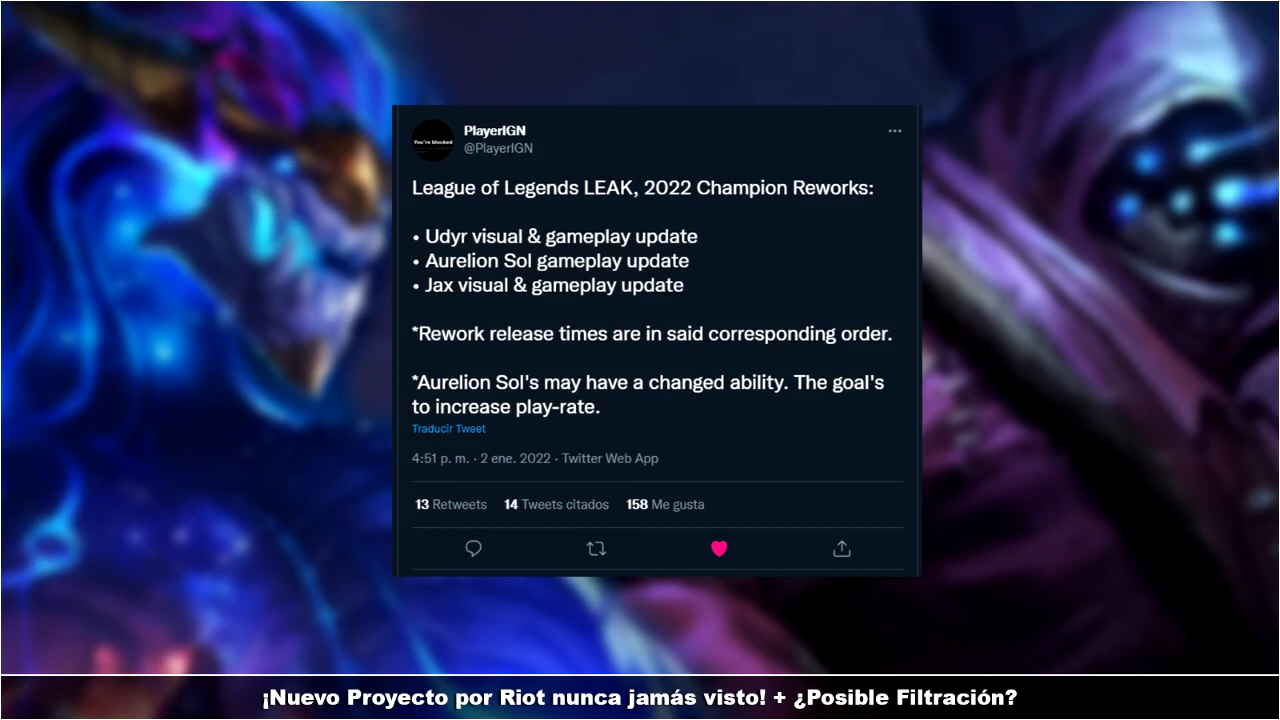 You're blocked
PlayerIGN
@PlayerIGN
League of Legends LEAK, 2022 Champion Reworks:
• Udyr visual & gameplay update
• Aurelion Sol gameplay update
• Jax visual & gameplay update
*Rework release times are in said corresponding order.
*Aurelion Sol's may have a changed ability. The goal's
to increase play-rate.
Traducir Tweet
4:51 p. m. · 2 ene. 2022 · Twitter Web App
13 Retweets 14 Tweets citados 158 Me gusta
¡Nuevo Proyecto por Riot nunca jamás visto! + ¿Posible Filtración?